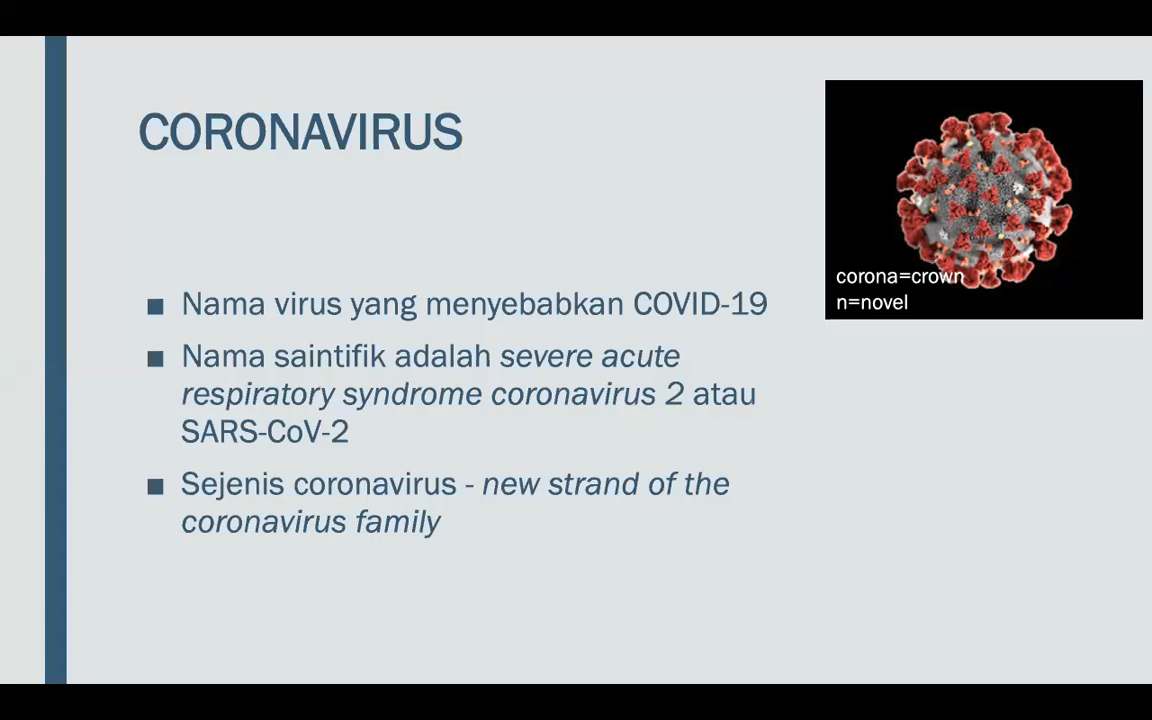 CORONAVIRUS
corona=crown
n=novel
▪ Nama virus yang menyebabkan COVID-19
▪ Nama saintifik adalah severe acute
respiratory syndrome coronavirus 2 atau
SARS-CoV-2
▪ Sejenis coronavirus - new strand of the
coronavirus family